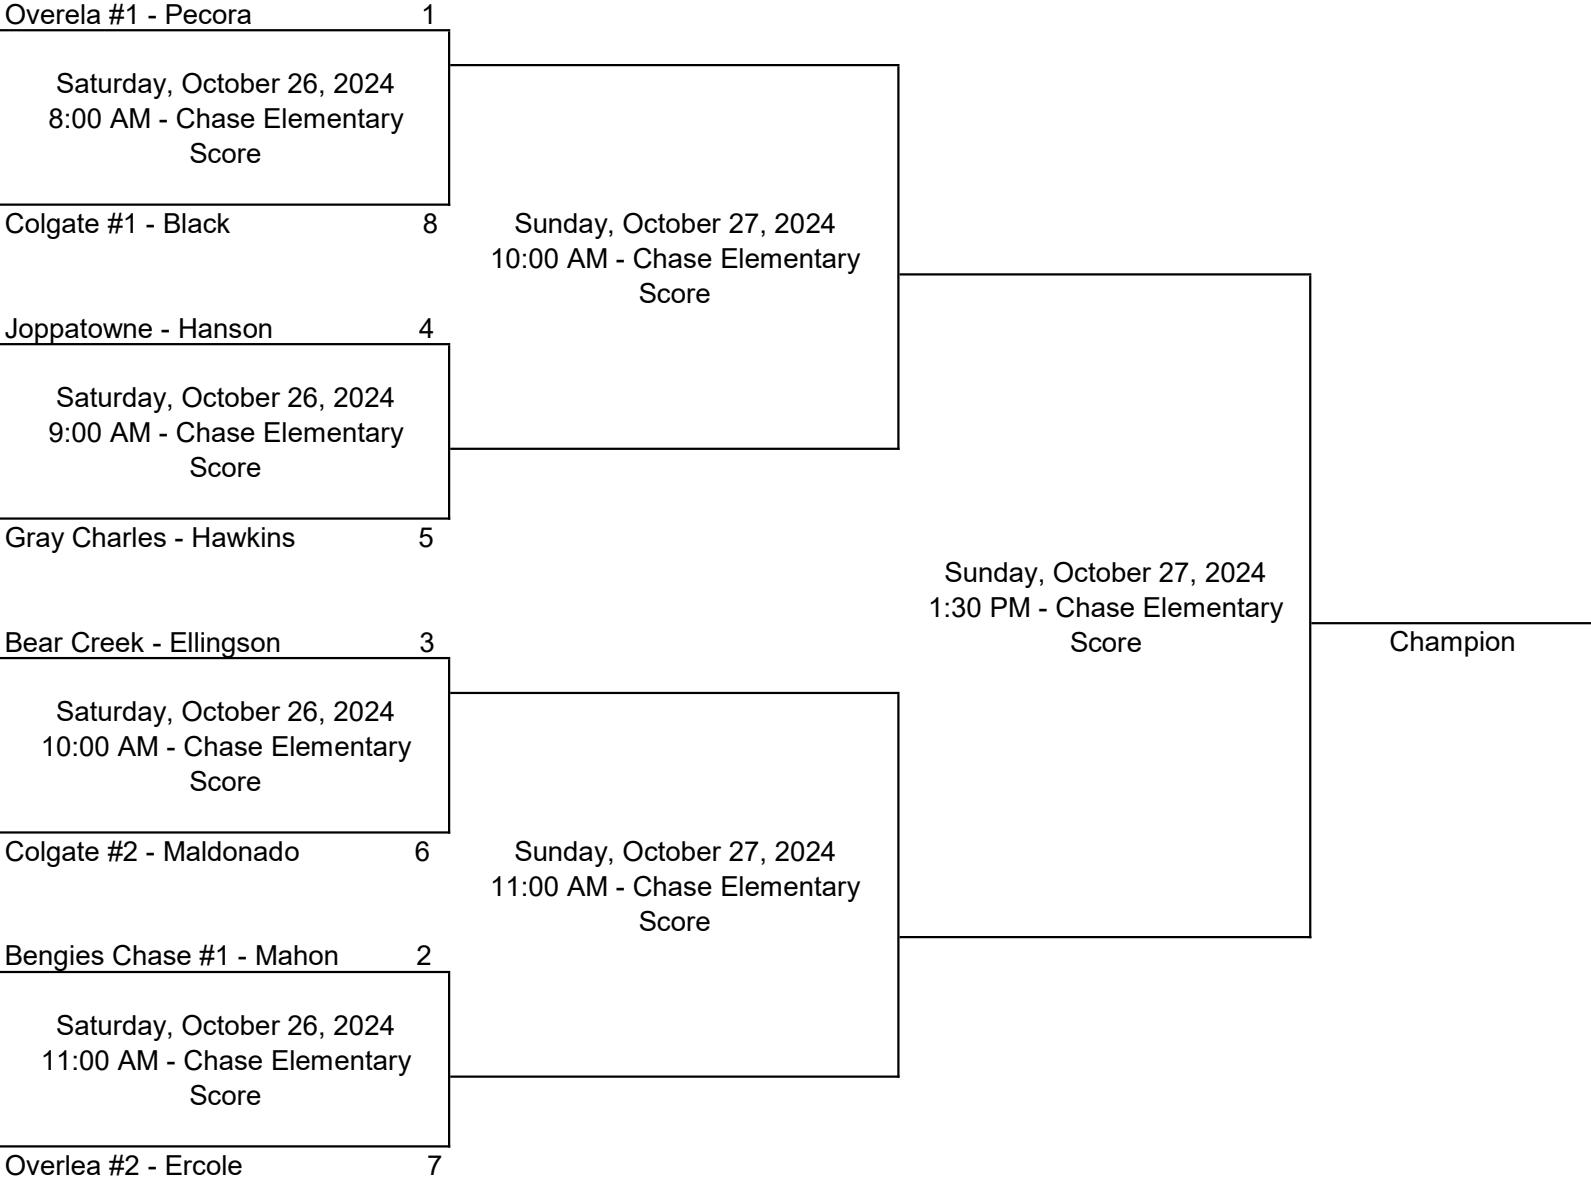 Overela #1 - Pecora 1
Saturday, October 26, 2024
8:00 AM - Chase Elementary
Score
Colgate #1 - Black 8
Sunday, October 27, 2024
10:00 AM - Chase Elementary
Score
Joppatowne - Hanson 4
Saturday, October 26, 2024
9:00 AM - Chase Elementary
Score
Gray Charles - Hawkins 5
Sunday, October 27, 2024
1:30 PM - Chase Elementary
Score
Champion
Bear Creek - Ellingson 3
Saturday, October 26, 2024
10:00 AM - Chase Elementary
Score
Colgate #2 - Maldonado 6
Sunday, October 27, 2024
11:00 AM - Chase Elementary
Score
Bengies Chase #1 - Mahon 2
Saturday, October 26, 2024
11:00 AM - Chase Elementary
Score
Overlea #2 - Ercole 7